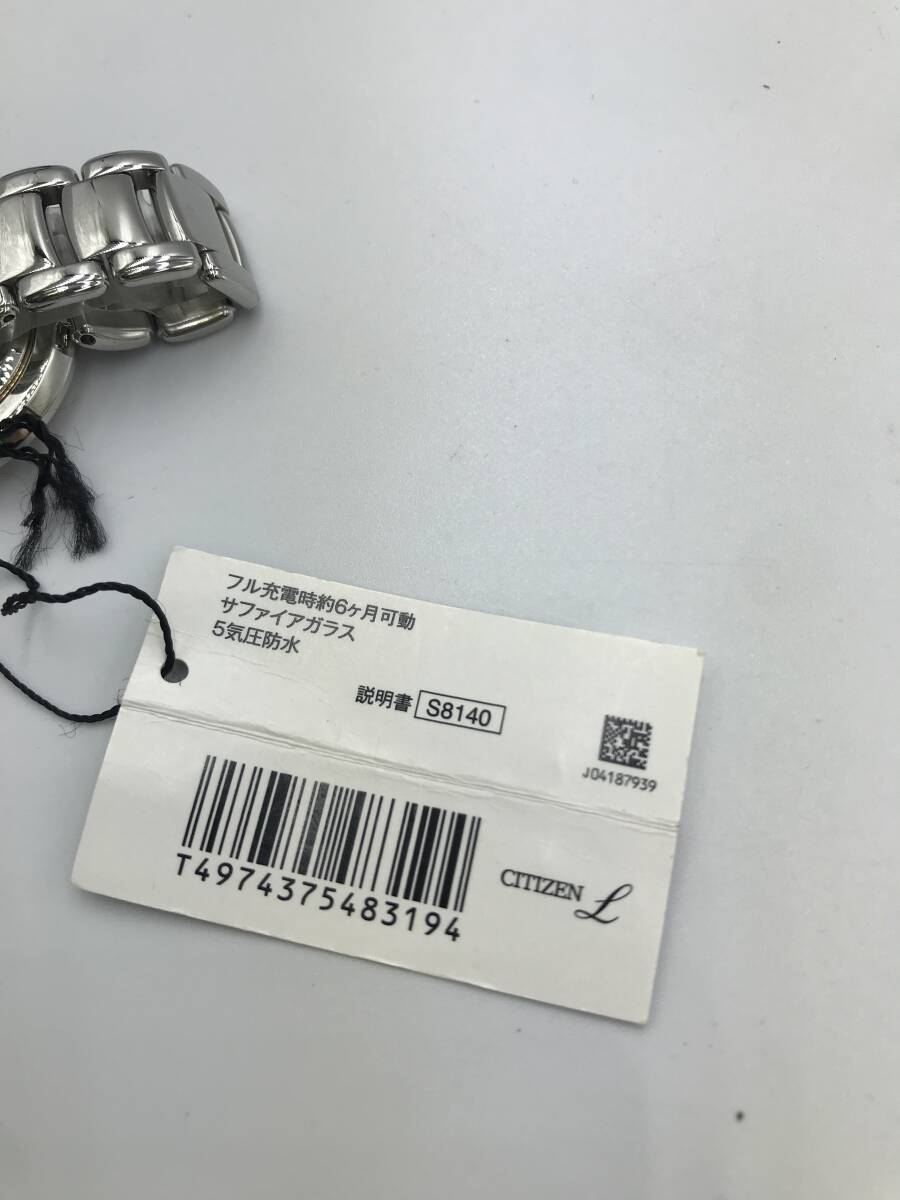 フル充電時約6ヶ月可動
サファイアガラス
5気圧防水
説明書 S8140
J04187939
T4974375483194
CITIZEN L